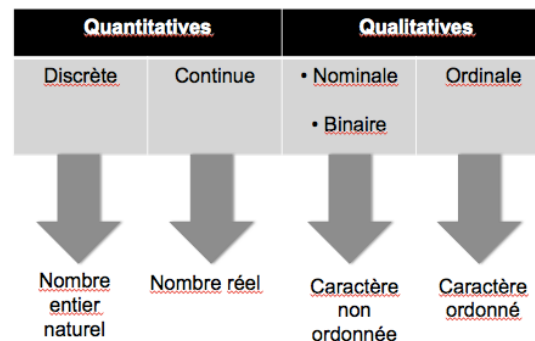 Quantitatives Qualitatives
Discrète Continue • Nominale Ordinale
• Binaire
Nombre
entier
naturel
Nombre réel
Caractère
non
ordonnée
Caractère
ordonné